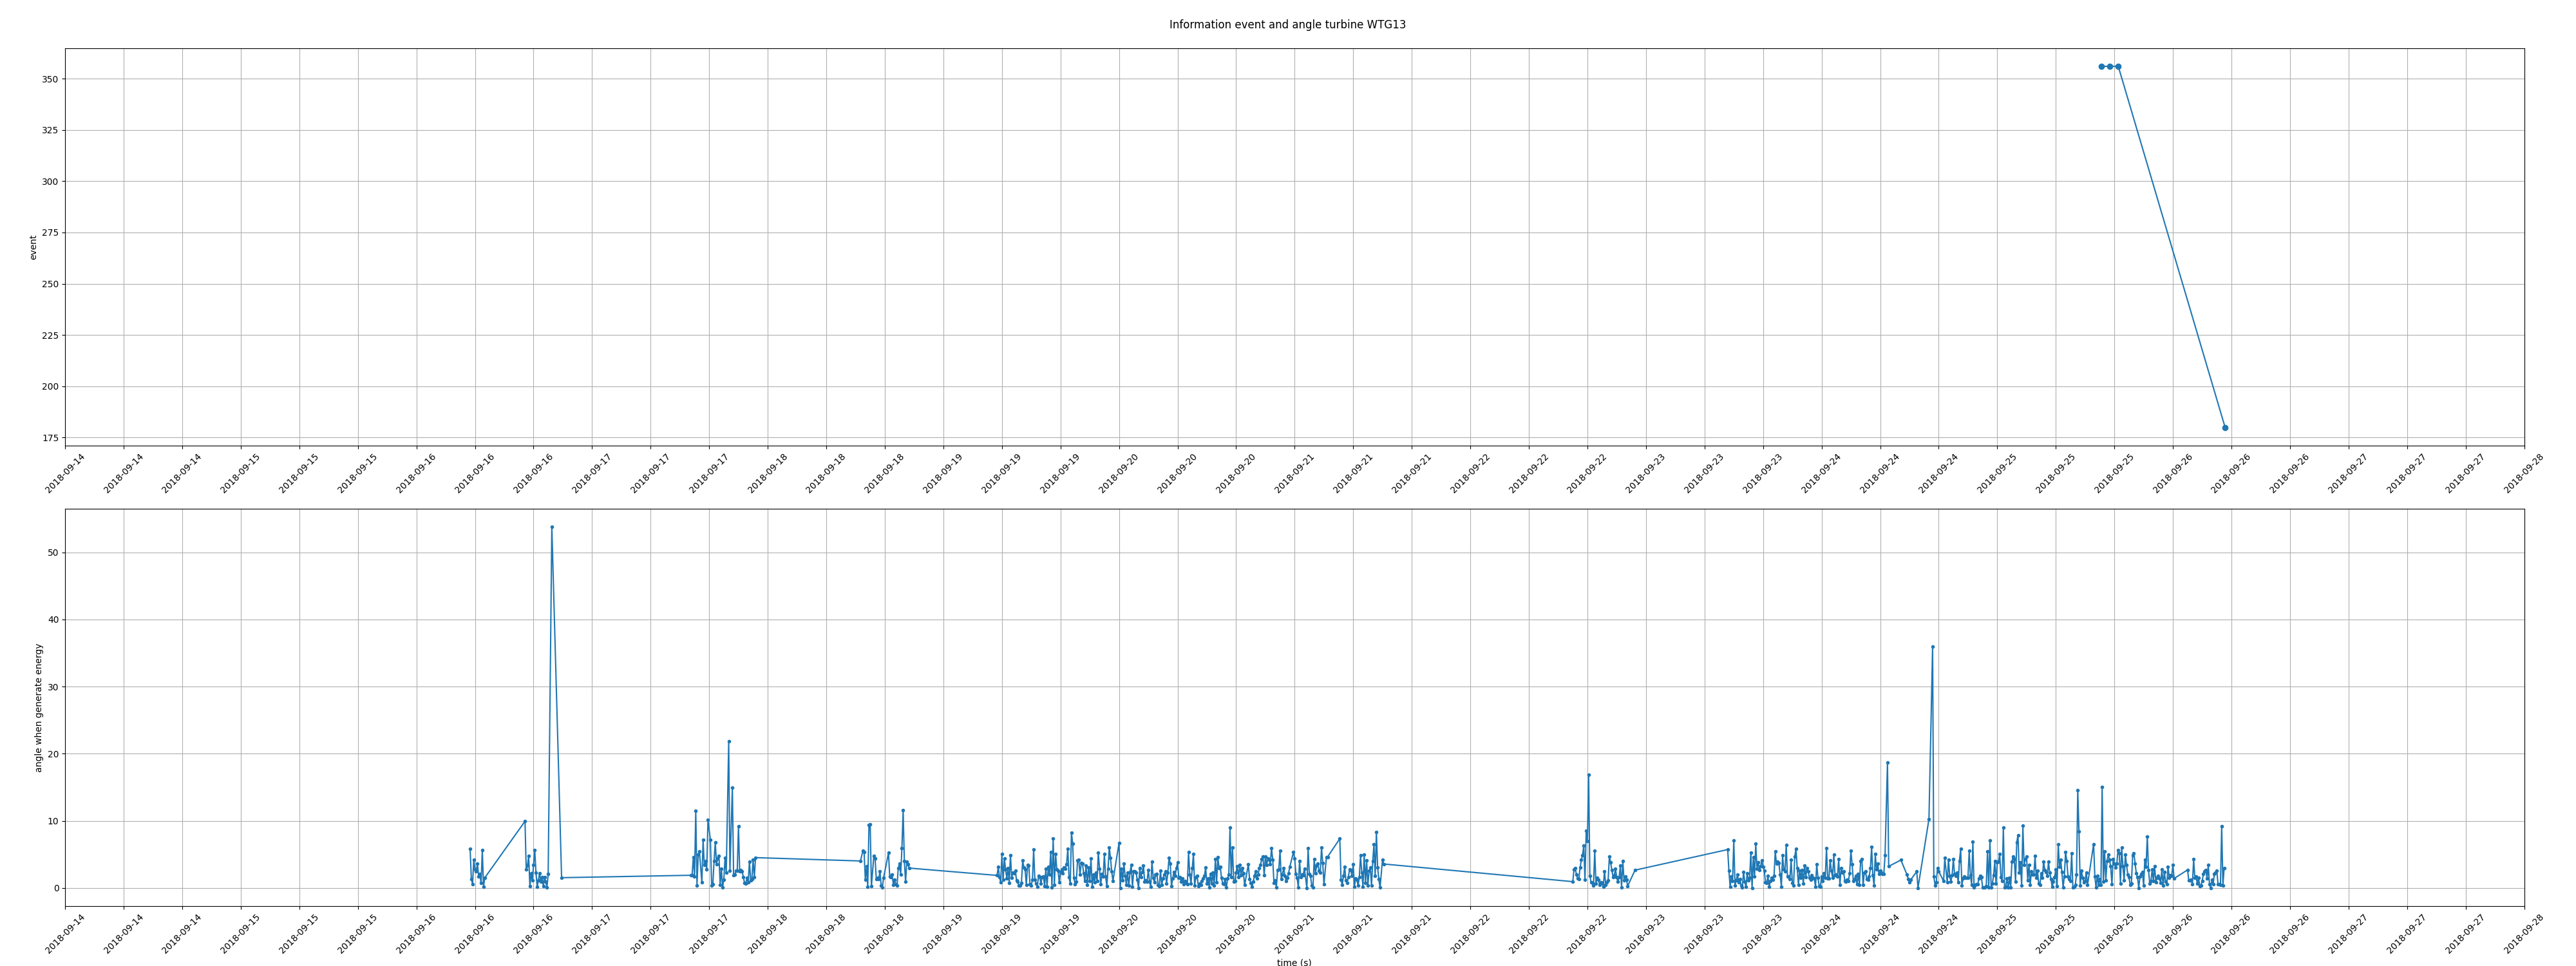 Information event and angle turbine WTG13
350
325
300
275
250
225
200
175
event
2018-09-14 2018-09-14 2018-09-14 2018-09-15 2018-09-15 2018-09-15 2018-09-16 2018-09-16 2018-09-16 2018-09-17 2018-09-17 2018-09-17 2018-09-18 2018-09-18 2018-09-18 2018-09-19 2018-09-19 2018-09-19 2018-09-20 2018-09-20 2018-09-20 2018-09-21 2018-09-21 2018-09-21 2018-09-22 2018-09-22 2018-09-22 2018-09-23 2018-09-23 2018-09-23 2018-09-24 2018-09-24 2018-09-24 2018-09-25 2018-09-25 2018-09-25 2018-09-26 2018-09-26 2018-09-26 2018-09-27 2018-09-27 2018-09-27 2018-09-28
50
40
30
20
10
0
angle when generate energy
2018-09-14 2018-09-14 2018-09-14 2018-09-15 2018-09-15 2018-09-15 2018-09-16 2018-09-16 2018-09-16 2018-09-17 2018-09-17 2018-09-17 2018-09-18 2018-09-18 2018-09-18 2018-09-19 2018-09-19 2018-09-19 2018-09-20 2018-09-20 2018-09-20 2018-09-21 2018-09-21 2018-09-21 2018-09-22 2018-09-22 2018-09-22 2018-09-23 2018-09-23 2018-09-23 2018-09-24 2018-09-24 2018-09-24 2018-09-25 2018-09-25 2018-09-25 2018-09-26 2018-09-26 2018-09-26 2018-09-27 2018-09-27 2018-09-27 2018-09-28
time (s)